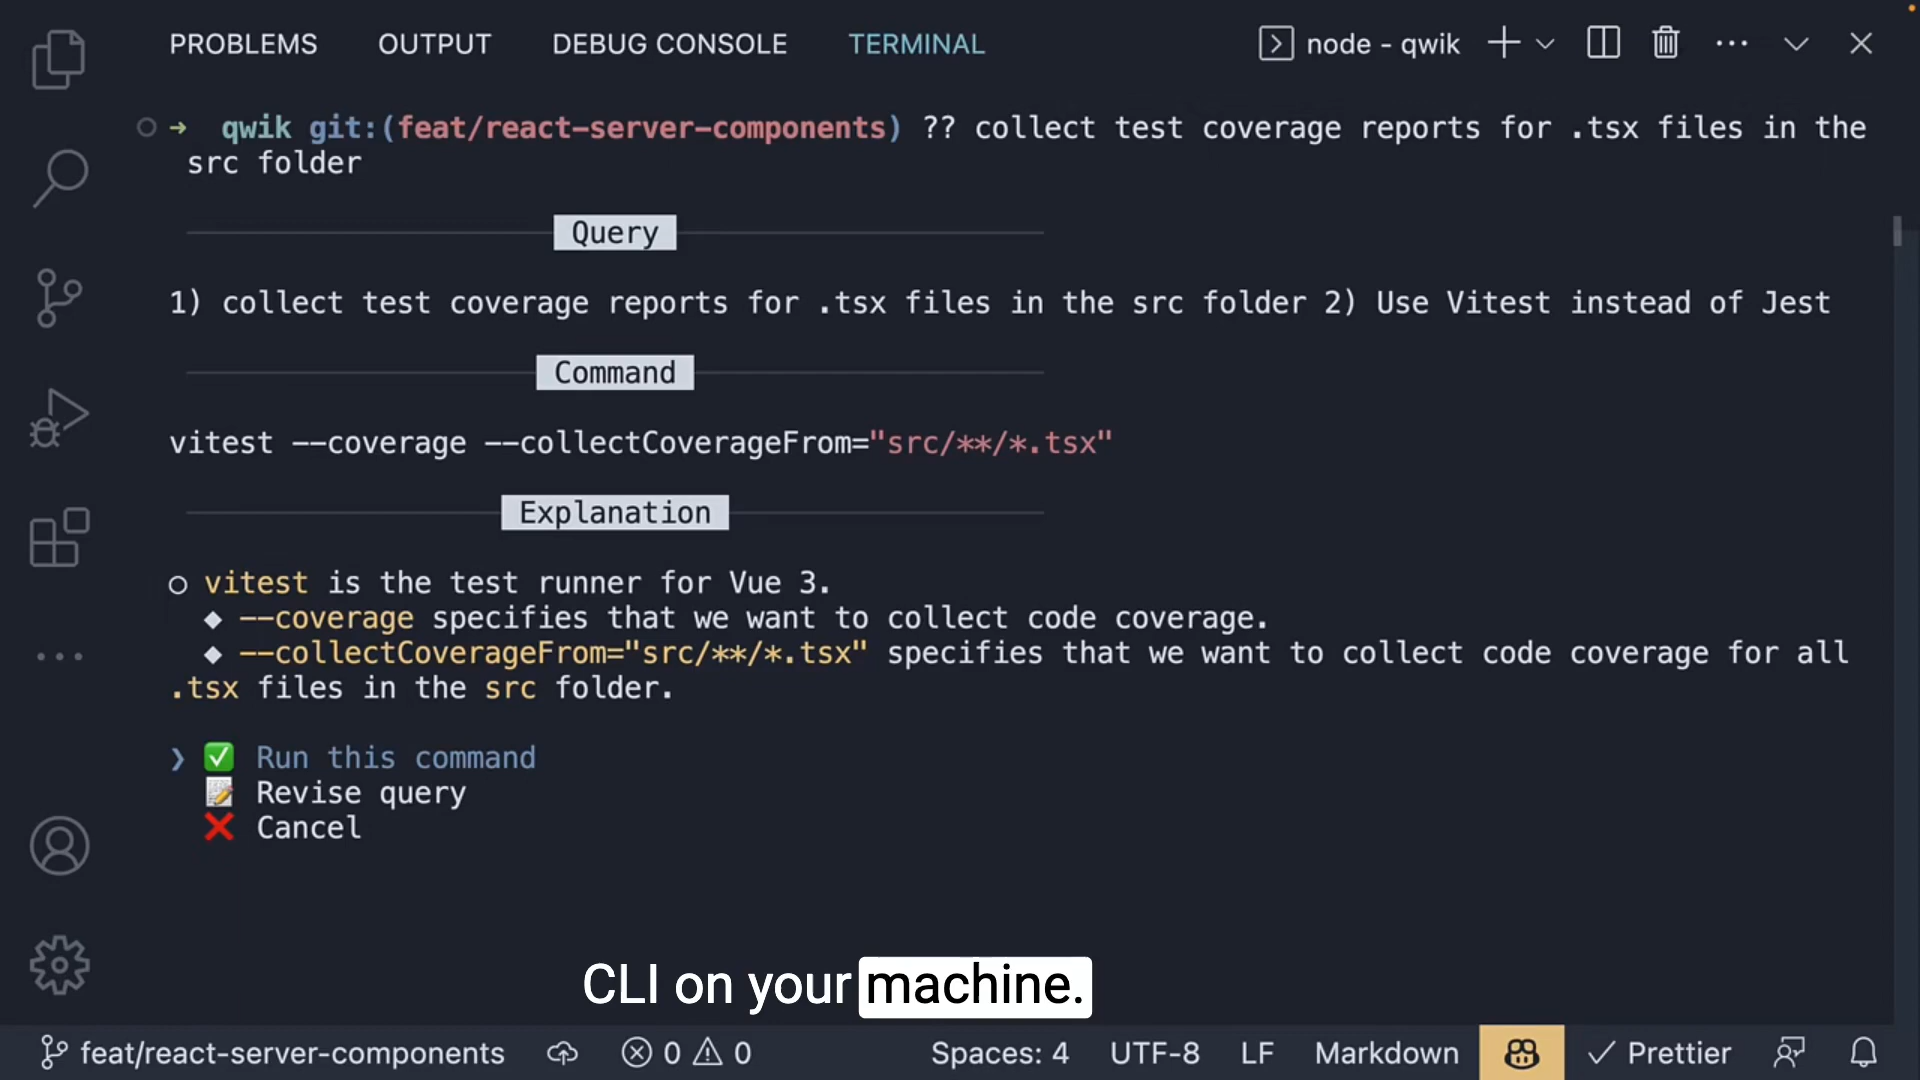 PROBLEMS OUTPUT DEBUG CONSOLE TERMINAL node - qwik
qwik git:(feat/react-server-components) ?? collect test coverage reports for .tsx files in the
src folder
Query
1) collect test coverage reports for .tsx files in the src folder 2) Use Vitest instead of Jest
Command
vitest --coverage --collectCoverageFrom="src/**/*.tsx"
Explanation
vitest is the test runner for Vue 3.
--coverage specifies that we want to collect code coverage.
--collectCoverageFrom="src/**/*.tsx" specifies that we want to collect code coverage for all
.tsx files in the src folder.
❯ ✅ Run this command
📝 Revise query
❌ Cancel
CLI on your machine.
feat/react-server-components 0 0 Spaces: 4 UTF-8 LF Markdown Prettier